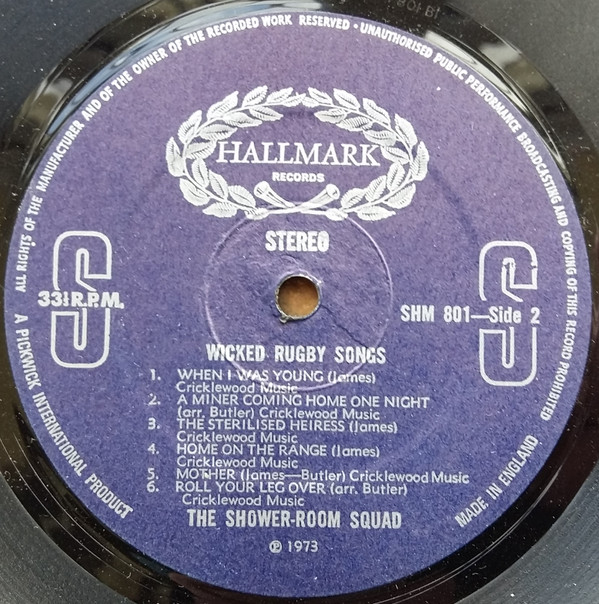 ALL RIGHTS OF THE MANUFACTURER AND OF THE OWNER OF THE RECORDED WORK RESERVED · UNAUTHORISED PUBLIC PERFORMANCE BROADCASTING AND COPYING OF THIS RECORD PROHIBITED
HALLMARK
RECORDS
STEREO
S
S
33⅓ R.P.M.
SHM 801—Side 2
WICKED RUGBY SONGS
1. WHEN I WAS YOUNG (James)
Cricklewood Music
2. A MINER COMING HOME ONE NIGHT
(arr. Butler) Cricklewood Music
3. THE STERILISED HEIRESS (James)
Cricklewood Music
4. HOME ON THE RANGE (James)
Cricklewood Music
5. MOTHER (James—Butler) Cricklewood Music
6. ROLL YOUR LEG OVER (arr. Butler)
Cricklewood Music
THE SHOWER-ROOM SQUAD
℗ 1973
A PICKWICK INTERNATIONAL PRODUCT
MADE IN ENGLAND